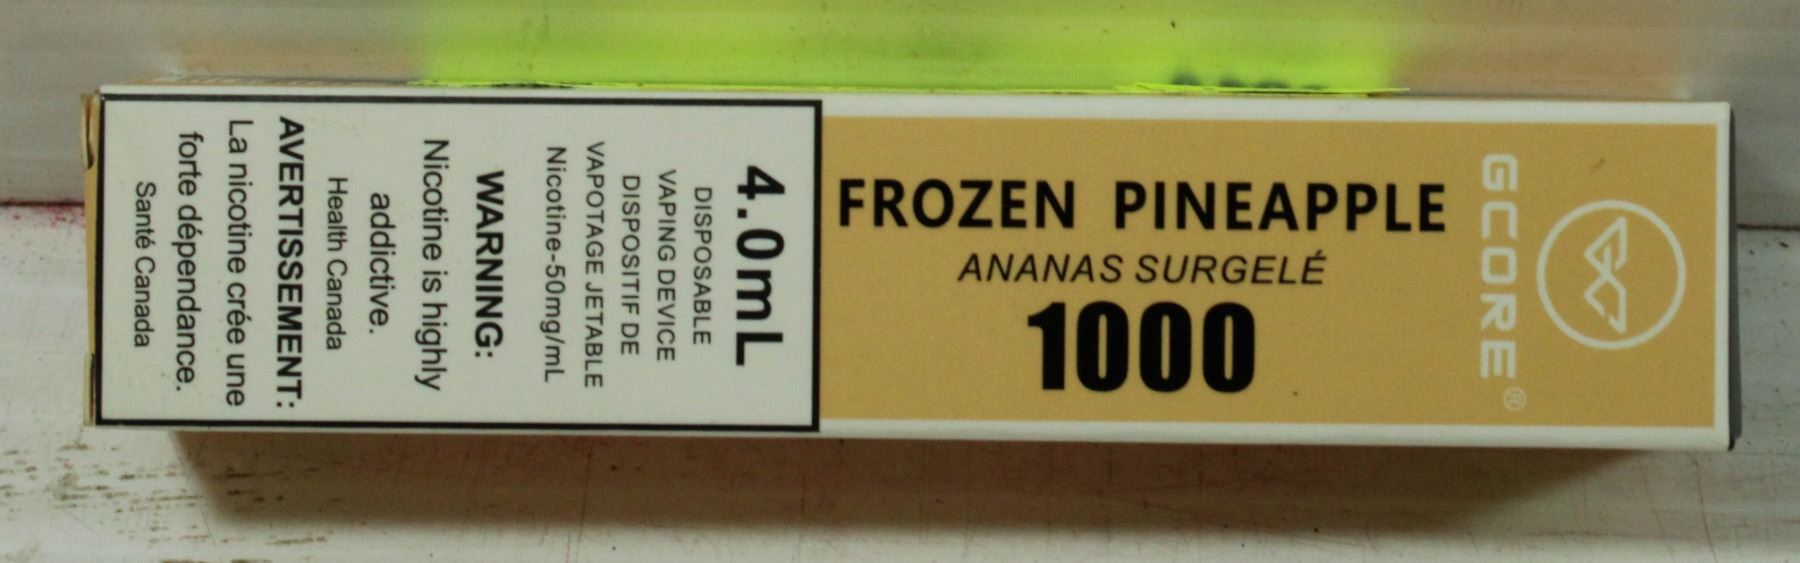 4.0mL
DISPOSABLE
VAPING DEVICE
DISPOSITIF DE
VAPOTAGE JETABLE
Nicotine-50mg/mL
WARNING:
Nicotine is highly
addictive.
Health Canada
AVERTISSEMENT:
La nicotine crée une
forte dépendance.
Santé Canada
FROZEN PINEAPPLE
ANANAS SURGELÉ
1000
GCORE®